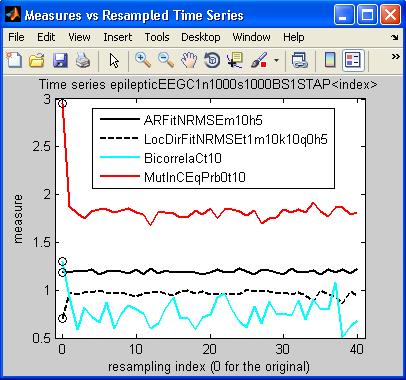 Measures vs Resampled Time Series
File Edit View Insert Tools Desktop Window Help
Time series epilepticEEGC1n1000s1000BS1STAP<index>
ARFitNRMSEm10h5
LocDirFitNRMSEt1m10k10q0h5
BicorrelaCt10
MutInCEqPrb0t10
3
2.5
2
1.5
1
0.5
measure
0 10 20 30 40
resampling index (0 for the original)